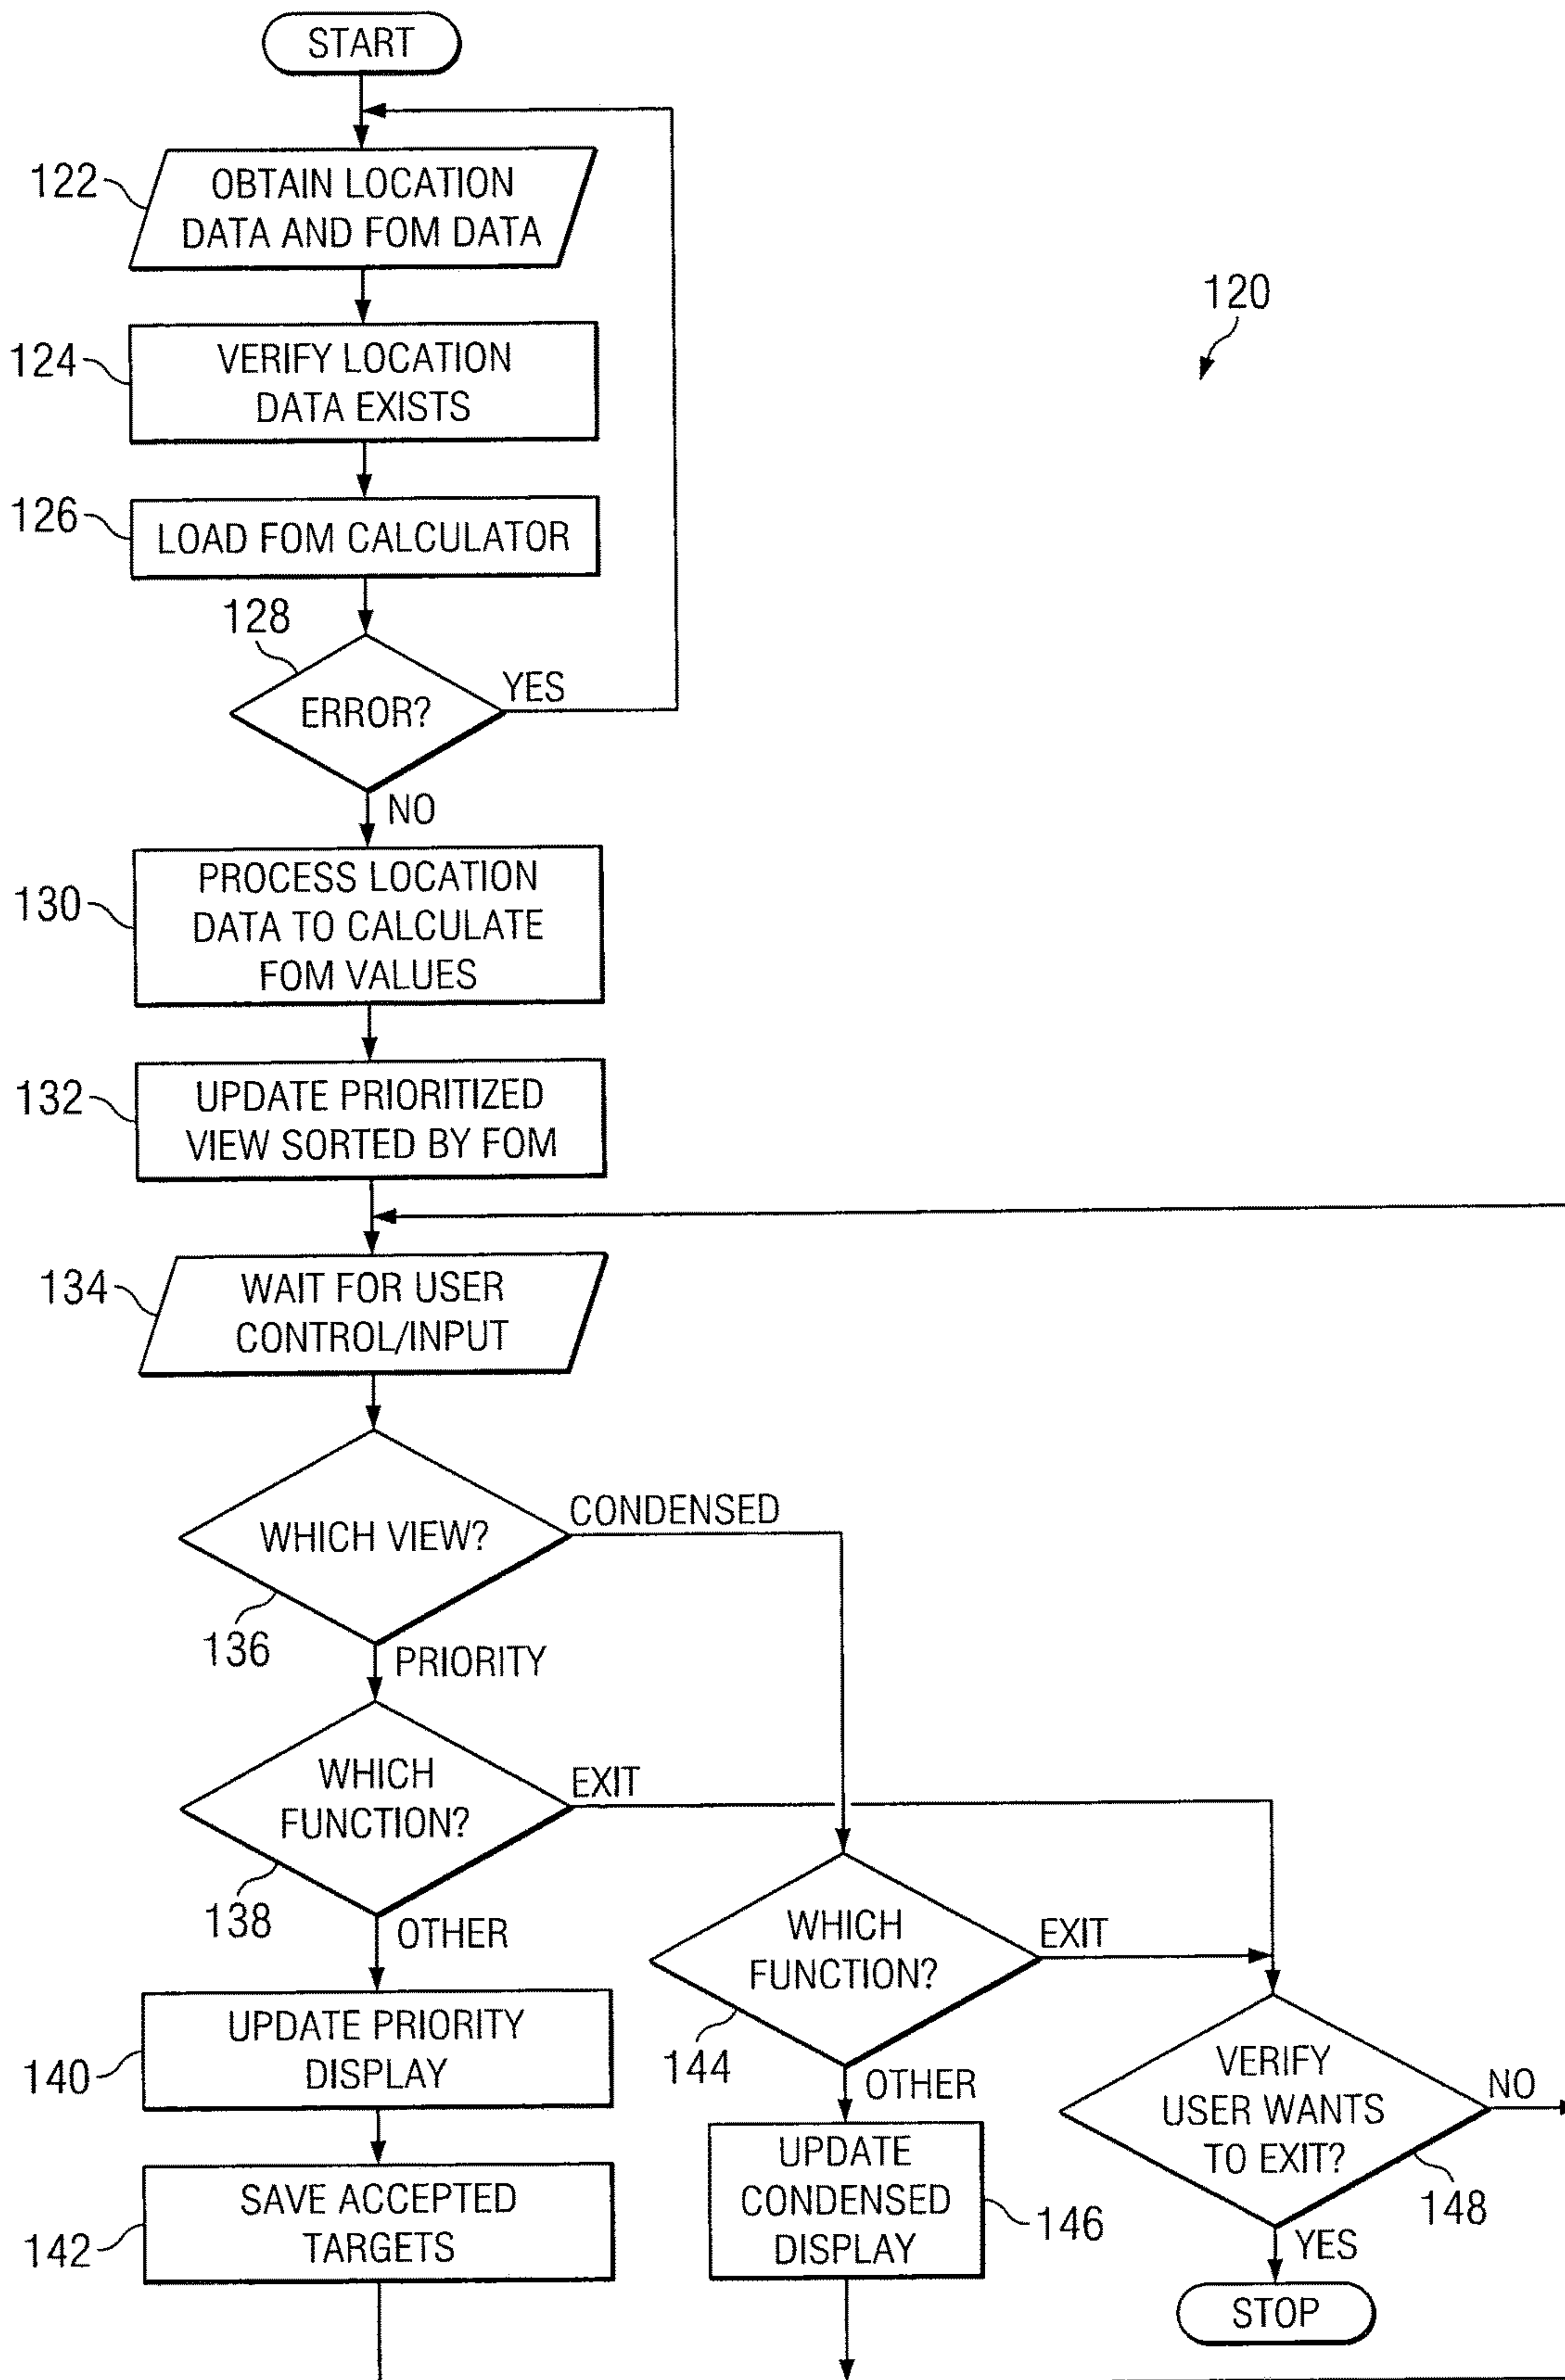 START
122
OBTAIN LOCATION
DATA AND FOM DATA
120
124
VERIFY LOCATION
DATA EXISTS
126
LOAD FOM CALCULATOR
128
ERROR?
YES
NO
130
PROCESS LOCATION
DATA TO CALCULATE
FOM VALUES
132
UPDATE PRIORITIZED
VIEW SORTED BY FOM
134
WAIT FOR USER
CONTROL/INPUT
WHICH VIEW?
CONDENSED
136
PRIORITY
WHICH
FUNCTION?
EXIT
138
OTHER
WHICH
FUNCTION?
EXIT
144
OTHER
140
UPDATE PRIORITY
DISPLAY
VERIFY
USER WANTS
TO EXIT?
NO
148
YES
142
SAVE ACCEPTED
TARGETS
UPDATE
CONDENSED
DISPLAY
146
STOP